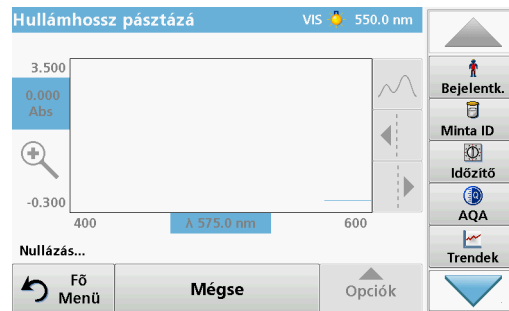 Hullámhossz pásztázá VIS 550.0 nm
3.500
0.000
Abs
-0.300
400 λ 575.0 nm 600
Nullázás...
Fő
Menü
Mégse
Opciók
Bejelentk.
Minta ID
Időzítő
AQA
Trendek